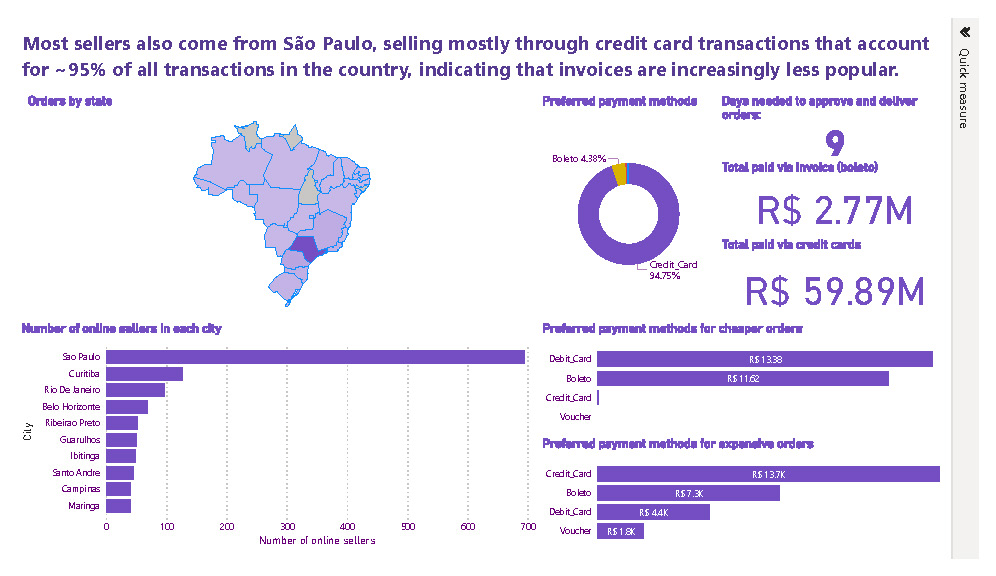 Most sellers also come from São Paulo, selling mostly through credit card transactions that account
for ~95% of all transactions in the country, indicating that invoices are increasingly less popular.
Quick measure
Orders by state
Preferred payment methods
Boleto 4.38%
Credit_Card
94.75%
Days needed to approve and deliver
orders:
9
Total paid via invoice (boleto)
R$ 2.77M
Total paid via credit cards
R$ 59.89M
Number of online sellers in each city
City
Sao Paulo
Curitiba
Rio De Janeiro
Belo Horizonte
Ribeirao Preto
Guarulhos
Ibitinga
Santo Andre
Campinas
Maringa
0 100 200 300 400 500 600 700
Number of online sellers
Preferred payment methods for cheaper orders
Debit_Card R$ 13.38
Boleto R$ 11.62
Credit_Card
Voucher
Preferred payment methods for expensive orders
Credit_Card R$ 13.7K
Boleto R$ 7.3K
Debit_Card R$ 4.4K
Voucher R$ 1.8K